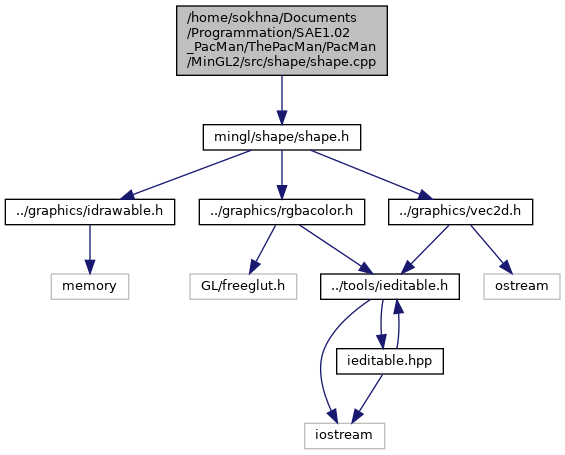 /home/sokhna/Documents
/Programmation/SAE1.02
_PacMan/ThePacMan/PacMan
/MinGL2/src/shape/shape.cpp
mingl/shape/shape.h
../graphics/idrawable.h
../graphics/rgbacolor.h
../graphics/vec2d.h
memory
GL/freeglut.h
../tools/ieditable.h
ostream
ieditable.hpp
iostream